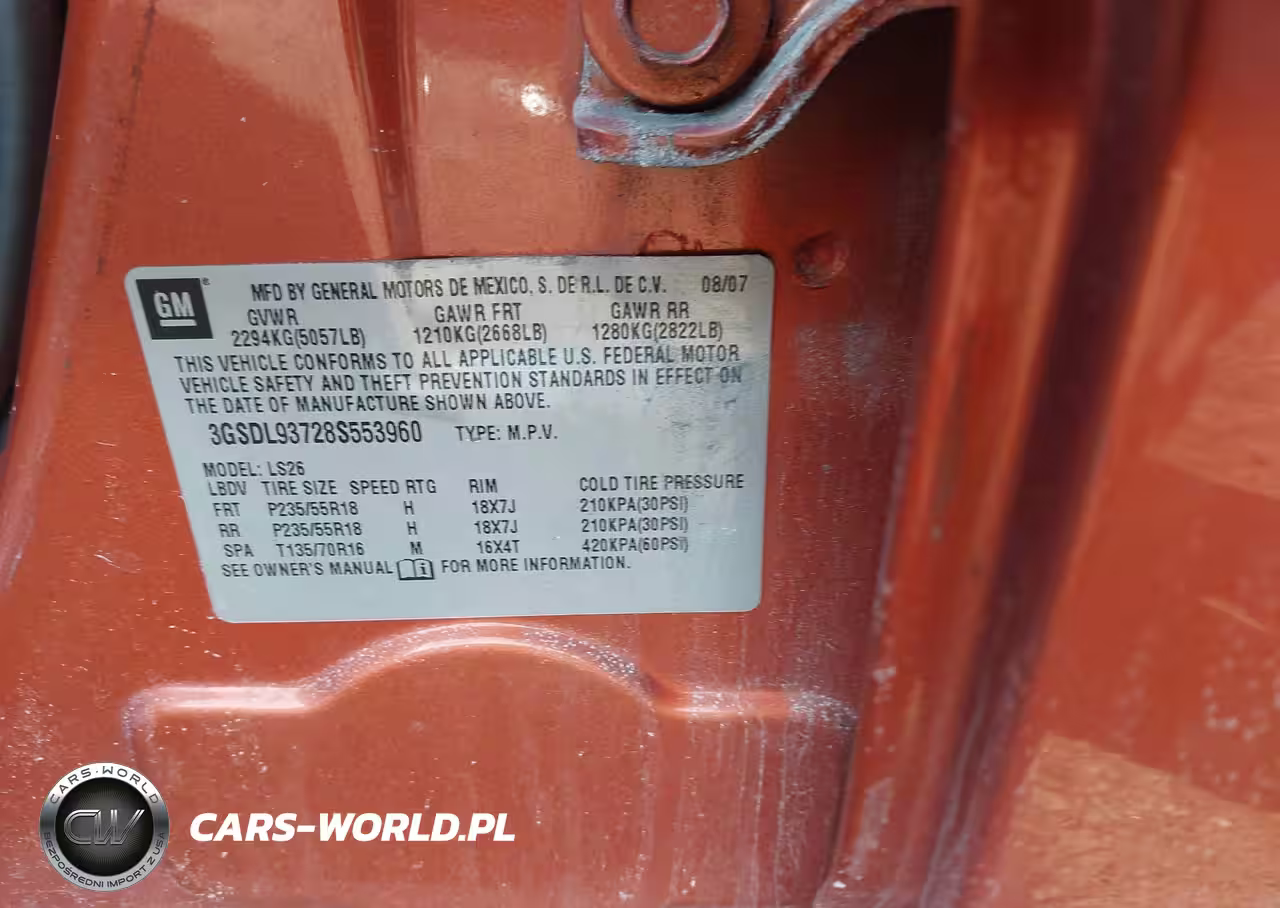 GM®
MFD BY GENERAL MOTORS DE MEXICO, S. DE R.L. DE C.V. 08/07
GVWR GAWR FRT GAWR RR
2294KG(5057LB) 1210KG(2668LB) 1280KG(2822LB)
THIS VEHICLE CONFORMS TO ALL APPLICABLE U.S. FEDERAL MOTOR
VEHICLE SAFETY AND THEFT PREVENTION STANDARDS IN EFFECT ON
THE DATE OF MANUFACTURE SHOWN ABOVE.
3GSDL93728S553960 TYPE: M.P.V.
MODEL: LS26
LBDV TIRE SIZE SPEED RTG RIM COLD TIRE PRESSURE
FRT P235/55R18 H 18X7J 210KPA(30PSI)
RR P235/55R18 H 18X7J 210KPA(30PSI)
SPA T135/70R16 M 16X4T 420KPA(60PSI)
SEE OWNER'S MANUAL i FOR MORE INFORMATION.
CARS-WORLD
CW
BEZPOŚREDNI IMPORT Z USA
CARS-WORLD.PL